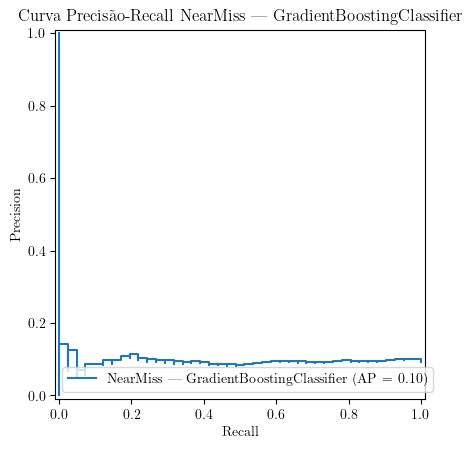 Curva Precisão-Recall NearMiss — GradientBoostingClassifier
1.0
0.8
0.6
0.4
0.2
0.0
Precision
NearMiss — GradientBoostingClassifier (AP = 0.10)
0.0 0.2 0.4 0.6 0.8 1.0
Recall